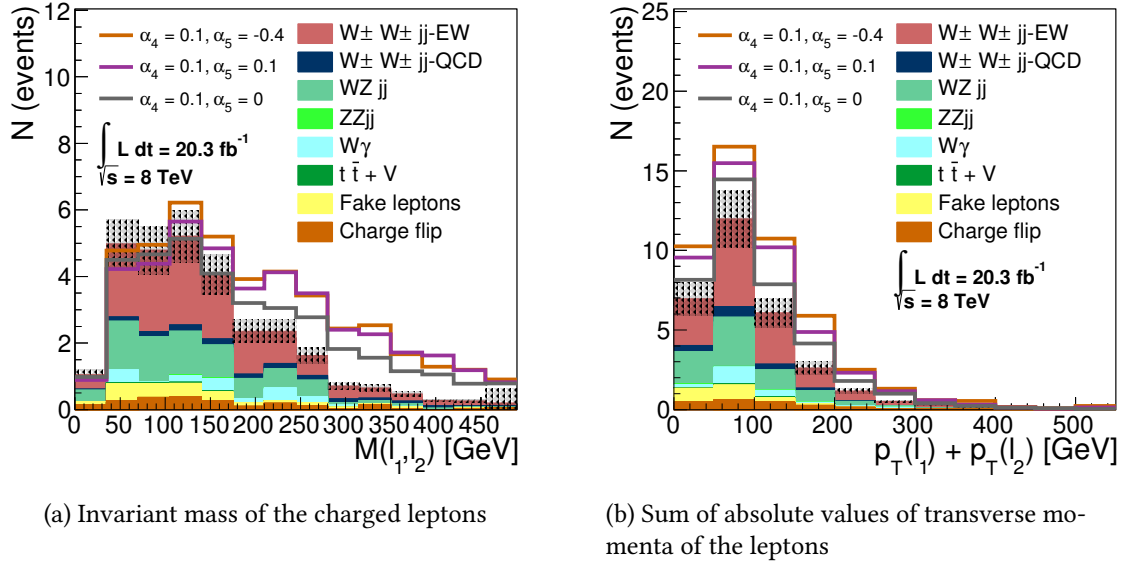 N (events)
12
10
8
6
4
2
0
α4 = 0.1, α5 = -0.4
α4 = 0.1, α5 = 0.1
α4 = 0.1, α5 = 0
∫ L dt = 20.3 fb⁻¹
√s = 8 TeV
W± W± jj-EW
W± W± jj-QCD
WZ jj
ZZjj
Wγ
t t̄ + V
Fake leptons
Charge flip
0 50 100 150 200 250 300 350 400 450
M(l1,l2) [GeV]
(a) Invariant mass of the charged leptons
N (events)
25
20
15
10
5
0
α4 = 0.1, α5 = -0.4
α4 = 0.1, α5 = 0.1
α4 = 0.1, α5 = 0
W± W± jj-EW
W± W± jj-QCD
WZ jj
ZZjj
Wγ
t t̄ + V
Fake leptons
Charge flip
∫ L dt = 20.3 fb⁻¹
√s = 8 TeV
0 100 200 300 400 500
pT(l1) + pT(l2) [GeV]
(b) Sum of absolute values of transverse mo-
menta of the leptons